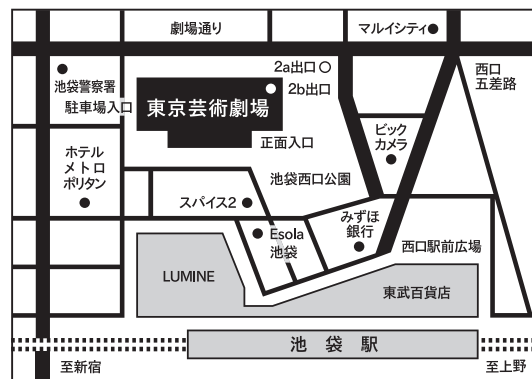 劇場通り
マルイシティ
2a出口
西口
五差路
池袋警察署
駐車場入口
2b出口
東京芸術劇場
正面入口
ビック
カメラ
ホテル
メトロ
ポリタン
池袋西口公園
スパイス2
Esola
池袋
みずほ
銀行
西口駅前広場
LUMINE
東武百貨店
池袋駅
至新宿
至上野